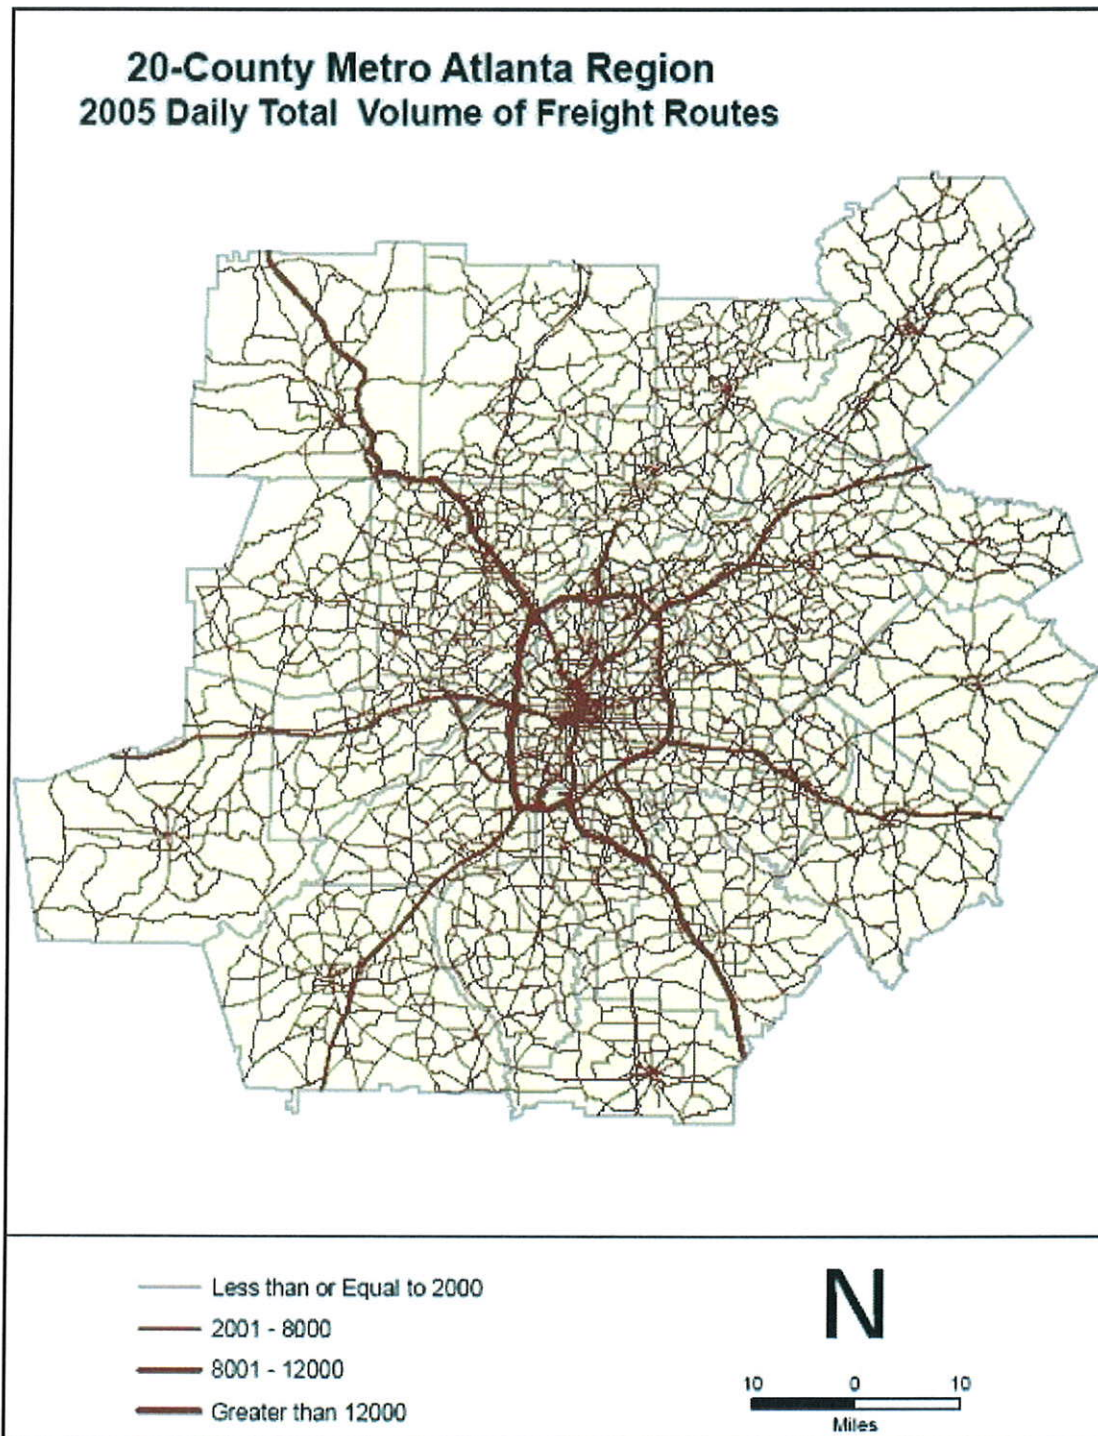 20-County Metro Atlanta Region
2005 Daily Total Volume of Freight Routes
Less than or Equal to 2000
2001 - 8000
8001 - 12000
Greater than 12000
N
10 0 10
Miles